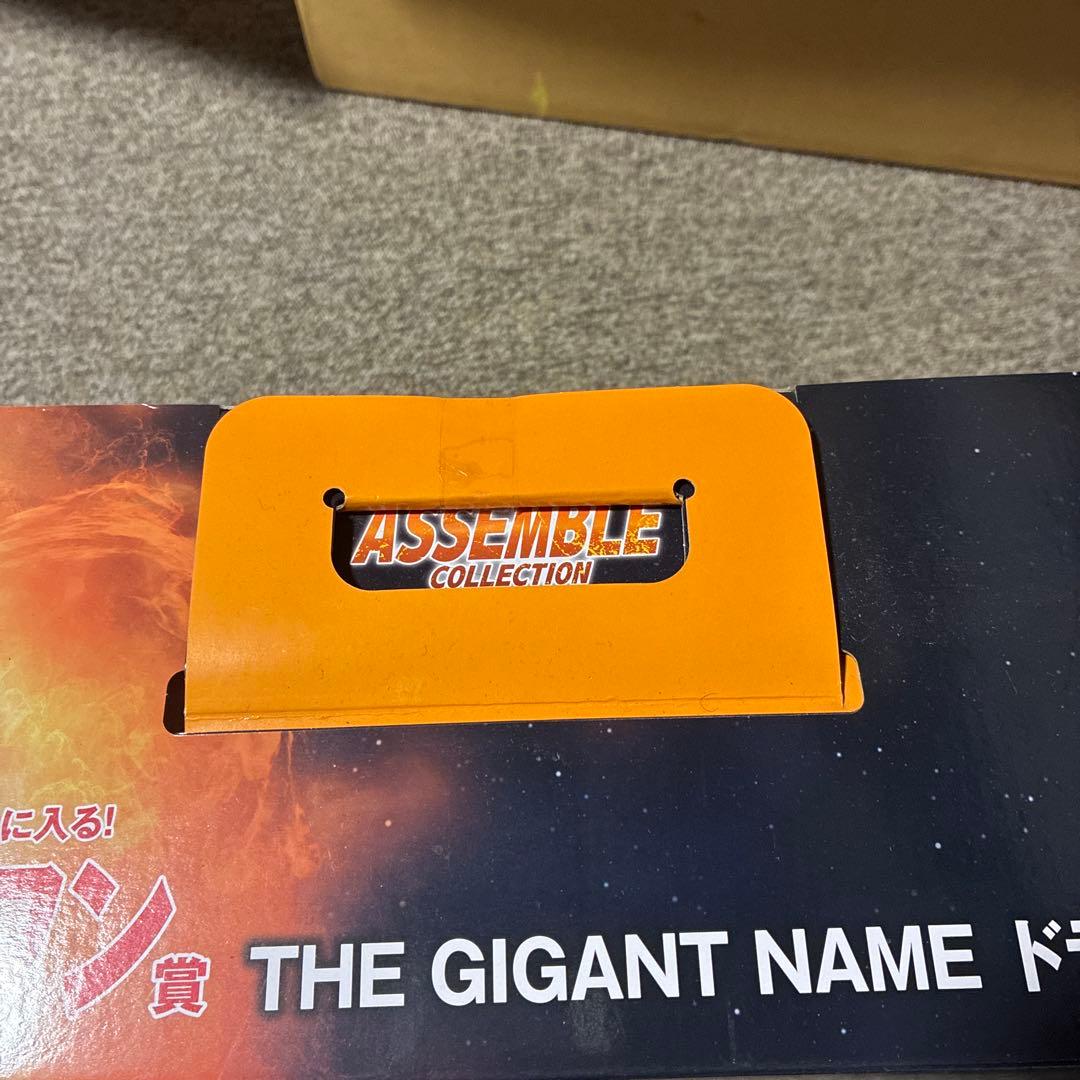 ASSEMBLE
COLLECTION
に入る!
ン賞
THE GIGANT NAME ド